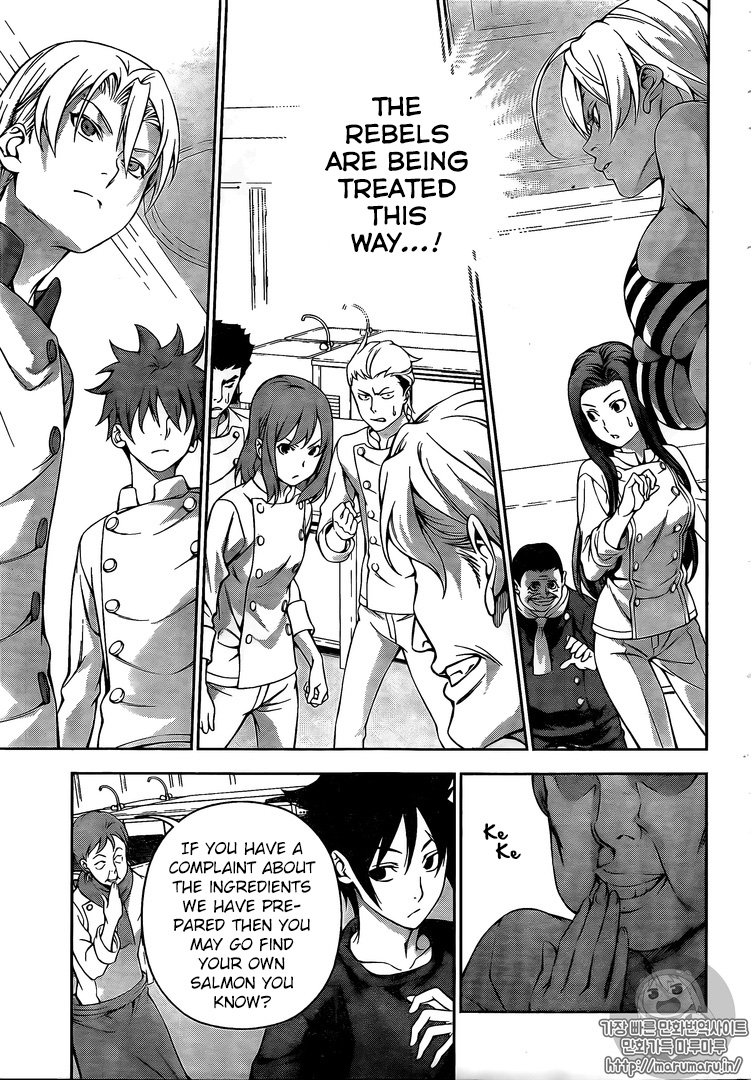 THE
REBELS
ARE BEING
TREATED
THIS
WAY...!
IF YOU HAVE A
COMPLAINT ABOUT
THE INGREDIENTS
WE HAVE PRE-
PARED THEN YOU
MAY GO FIND
YOUR OWN
SALMON YOU
KNOW?
Ke
Ke
가장 빠른 만화번역사이트
만화가득 마루마루
http://marumaru.in/